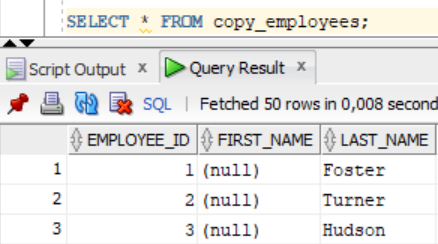 SELECT * FROM copy_employees;
Script Output x Query Result x
SQL | Fetched 50 rows in 0,008 second
EMPLOYEE_ID FIRST_NAME LAST_NAME
1 1 (null) Foster
2 2 (null) Turner
3 3 (null) Hudson